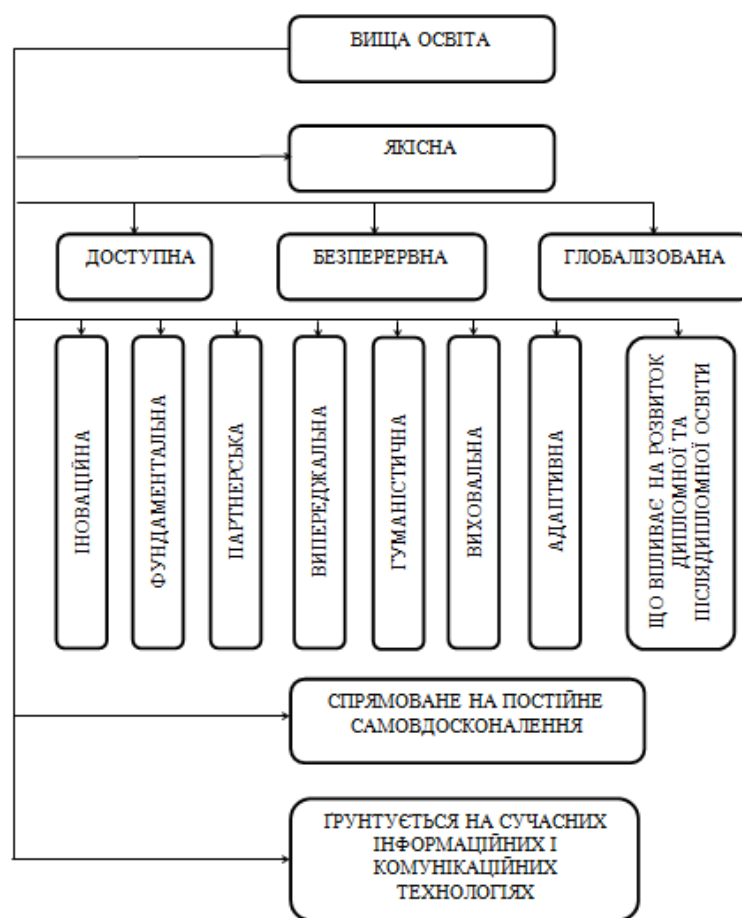 ВИЩА ОСВІТА
ЯКІСНА
ДОСТУПНА
БЕЗПЕРЕРВНА
ГЛОБАЛІЗОВАНА
ІНОВАЦІЙНА
ФУНДАМЕНТАЛЬНА
ПАРТНЕРСЬКА
ВИПЕРЕДЖАЛЬНА
ГУМАНІСТИЧНА
ВИХОВАЛЬНА
АДАПТИВНА
ЩО ВПЛИВАЄ НА РОЗВИТОК
ДИПЛОМНОЇ ТА
ПІСЛЯДИПЛОМНОЇ ОСВІТИ
СПРЯМОВАНЕ НА ПОСТІЙНЕ
САМОВДОСКОНАЛЕННЯ
ҐРУНТУЄТЬСЯ НА СУЧАСНИХ
ІНФОРМАЦІЙНИХ І
КОМУНІКАЦІЙНИХ
ТЕХНОЛОГІЯХ